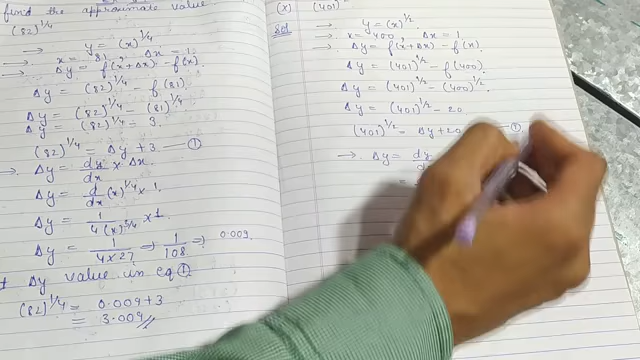 find the approximate value
(82)^1/4
→ y = (x)^1/4
→ x = 81, Δx = 1.
→ Δy = f(x+Δx) - f(x)
Δy = (82)^1/4 - f(81)
Δy = (82)^1/4 - (81)^1/4
Δy = (82)^1/4 - 3.
(82)^1/4 = Δy + 3 — ①
Δy = dy/dx × Δx
Δy = d/dx (x)^1/4 × 1
Δy = 1/4(x)^3/4 × 1
Δy = 1/4×27 ⇒ 1/108 ⇒ 0.009
Δy value in eq ①
(82)^1/4 = 0.009+3
= 3.009
(x) (401)
Sol
→ y = (x)^1/2
→ x = 400, Δx = 1
→ Δy = f(x+Δx) - f(x)
Δy = (401)^1/2 - f(400)
Δy = (401)^1/2 - (400)^1/2
Δy = (401)^1/2 - 20
(401)^1/2 = Δy + 20 — ①
→ Δy = dy
=